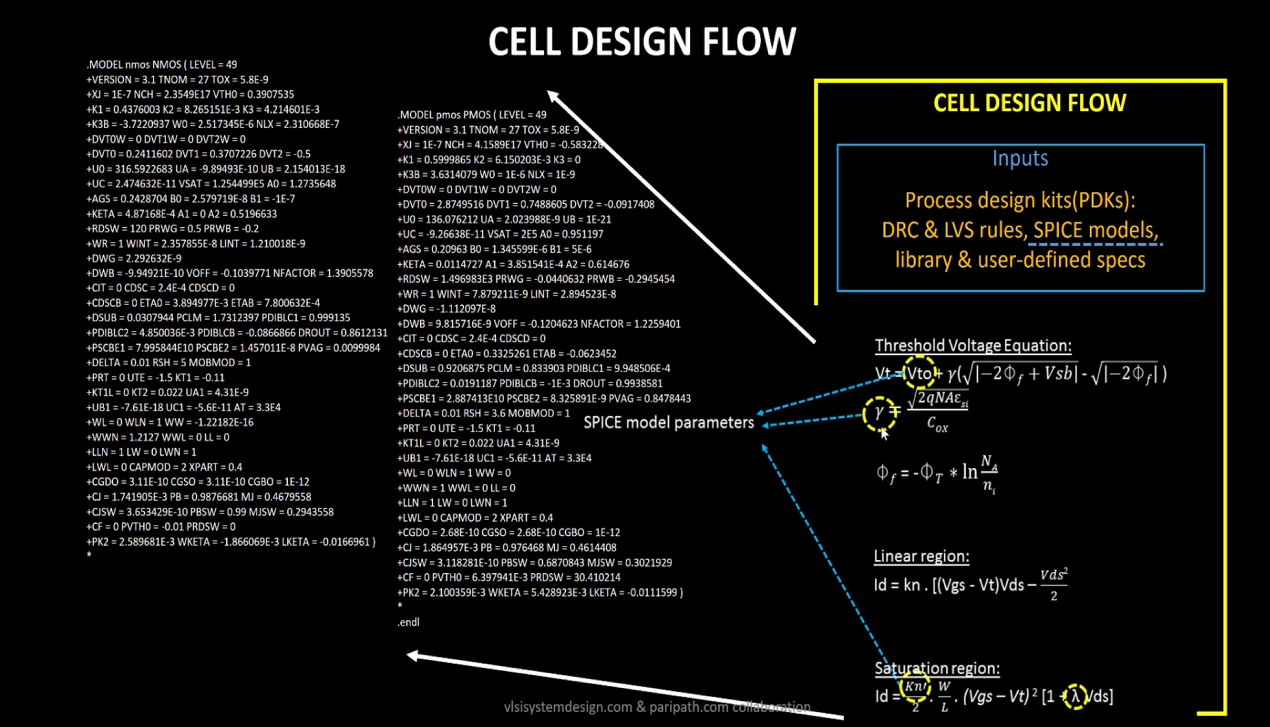 CELL DESIGN FLOW
.MODEL nmos NMOS ( LEVEL = 49
+VERSION = 3.1 TNOM = 27 TOX = 5.8E-9
+XJ = 1E-7 NCH = 2.3549E17 VTH0 = 0.3907535
+K1 = 0.4376003 K2 = 8.265151E-3 K3 = 4.214601E-3
+K3B = -3.7220937 W0 = 2.517345E-6 NLX = 2.310668E-7
+DVT0W = 0 DVT1W = 0 DVT2W = 0
+DVT0 = 0.2411602 DVT1 = 0.3707226 DVT2 = -0.5
+U0 = 316.5922683 UA = -9.89493E-10 UB = 2.154013E-18
+UC = 2.474632E-11 VSAT = 1.254499E5 A0 = 1.2735648
+AGS = 0.2428704 B0 = 2.579719E-8 B1 = -1E-7
+KETA = 4.87168E-4 A1 = 0 A2 = 0.5196633
+RDSW = 120 PRWG = 0.5 PRWB = -0.2
+WR = 1 WINT = 2.357855E-8 LINT = 1.210018E-9
+DWG = 2.292632E-9
+DWB = -9.94921E-10 VOFF = -0.1039771 NFACTOR = 1.3905578
+CIT = 0 CDSC = 2.4E-4 CDSCD = 0
+CDSCB = 0 ETA0 = 3.894977E-3 ETAB = 7.800632E-4
+DSUB = 0.0307944 PCLM = 1.7312397 PDIBLC1 = 0.999135
+PDIBLC2 = 4.850036E-3 PDIBLCB = -0.0866866 DROUT = 0.8612131
+PSCBE1 = 7.995844E10 PSCBE2 = 1.457011E-8 PVAG = 0.0099984
+DELTA = 0.01 RSH = 5 MOBMOD = 1
+PRT = 0 UTE = -1.5 KT1 = -0.11
+KT1L = 0 KT2 = 0.022 UA1 = 4.31E-9
+UB1 = -7.61E-18 UC1 = -5.6E-11 AT = 3.3E4
+WL = 0 WLN = 1 WW = -1.22182E-16
+WWN = 1.2127 WWL = 0 LL = 0
+LLN = 1 LW = 0 LWN = 1
+LWL = 0 CAPMOD = 2 XPART = 0.4
+CGDO = 3.11E-10 CGSO = 3.11E-10 CGBO = 1E-12
+CJ = 1.741905E-3 PB = 0.9876681 MJ = 0.4679558
+CJSW = 3.653429E-10 PBSW = 0.99 MJSW = 0.2943558
+CF = 0 PVTH0 = -0.01 PRDSW = 0
+PK2 = 2.589681E-3 WKETA = -1.866069E-3 LKETA = -0.0166961 )
*
.MODEL pmos PMOS ( LEVEL = 49
+VERSION = 3.1 TNOM = 27 TOX = 5.8E-9
+XJ = 1E-7 NCH = 4.1589E17 VTH0 = -0.583228
+K1 = 0.5999865 K2 = 6.150203E-3 K3 = 0
+K3B = 3.6314079 W0 = 1E-6 NLX = 1E-9
+DVT0W = 0 DVT1W = 0 DVT2W = 0
+DVT0 = 2.8749516 DVT1 = 0.7488605 DVT2 = -0.0917408
+U0 = 136.076212 UA = 2.023988E-9 UB = 1E-21
+UC = -9.26638E-11 VSAT = 2E5 A0 = 0.951197
+AGS = 0.20963 B0 = 1.345599E-6 B1 = 5E-6
+KETA = 0.0114727 A1 = 3.851541E-4 A2 = 0.614676
+RDSW = 1.496983E3 PRWG = -0.0440632 PRWB = -0.2945454
+WR = 1 WINT = 7.879211E-9 LINT = 2.894523E-8
+DWG = -1.112097E-8
+DWB = 9.815716E-9 VOFF = -0.1204623 NFACTOR = 1.2259401
+CIT = 0 CDSC = 2.4E-4 CDSCD = 0
+CDSCB = 0 ETA0 = 0.3325261 ETAB = -0.0623452
+DSUB = 0.9206875 PCLM = 0.833903 PDIBLC1 = 9.948506E-4
+PDIBLC2 = 0.0191187 PDIBLCB = -1E-3 DROUT = 0.9938581
+PSCBE1 = 2.887413E10 PSCBE2 = 8.325891E-9 PVAG = 0.8478443
+DELTA = 0.01 RSH = 3.6 MOBMOD = 1
+PRT = 0 UTE = -1.5 KT1 = -0.11
+KT1L = 0 KT2 = 0.022 UA1 = 4.31E-9
+UB1 = -7.61E-18 UC1 = -5.6E-11 AT = 3.3E4
+WL = 0 WLN = 1 WW = 0
+WWN = 1 WWL = 0 LL = 0
+LLN = 1 LW = 0 LWN = 1
+LWL = 0 CAPMOD = 2 XPART = 0.4
+CGDO = 2.68E-10 CGSO = 2.68E-10 CGBO = 1E-12
+CJ = 1.864957E-3 PB = 0.976468 MJ = 0.4614408
+CJSW = 3.118281E-10 PBSW = 0.6870843 MJSW = 0.3021929
+CF = 0 PVTH0 = 6.397941E-3 PRDSW = 30.410214
+PK2 = 2.100359E-3 WKETA = 5.428923E-3 LKETA = -0.0111599 )
*
.endl
SPICE model parameters
CELL DESIGN FLOW
Inputs
Process design kits(PDKs):
DRC & LVS rules, SPICE models,
library & user-defined specs
Threshold Voltage Equation:
Vt = Vto + γ(√|−2Φf + Vsb| - √|−2Φf| )
γ = √2qNAεsi / Cox
Φf = -ΦT * ln NA / ni
Linear region:
Id = kn . [(Vgs - Vt)Vds − Vds² / 2
Saturation region:
Id = Kn′ / 2 . W / L . (Vgs – Vt) ² [1 + λ Vds]
vlsisystemdesign.com & paripath.com collaboration